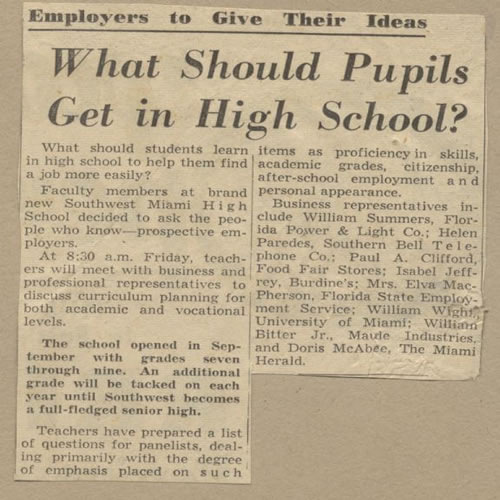 Employers to Give Their Ideas
What Should Pupils
Get in High School?
What should students learn
in high school to help them find
a job more easily?
Faculty members at brand
new Southwest Miami High
School decided to ask the peo-
ple who know—prospective em-
ployers.
At 8:30 a.m. Friday, teach-
ers will meet with business and
professional representatives to
discuss curriculum planning for
both academic and vocational
levels.
The school opened in Sep-
tember with grades seven
through nine. An additional
grade will be tacked on each
year until Southwest becomes
a full-fledged senior high.
Teachers have prepared a list
of questions for panelists, deal-
ing primarily with the degree
of emphasis placed on such
items as proficiency in skills,
academic grades, citizenship,
after-school employment and
personal appearance.
Business representatives in-
clude William Summers, Flor-
ida Power & Light Co.; Helen
Paredes, Southern Bell Tele-
phone Co.; Paul A. Clifford,
Food Fair Stores; Isabel Jeff-
rey, Burdine's; Mrs. Elva Mac-
Pherson, Florida State Employ-
ment Service; William Wight,
University of Miami; William
Bitter Jr., Maude Industries,
and Doris McAbee, The Miami
Herald.